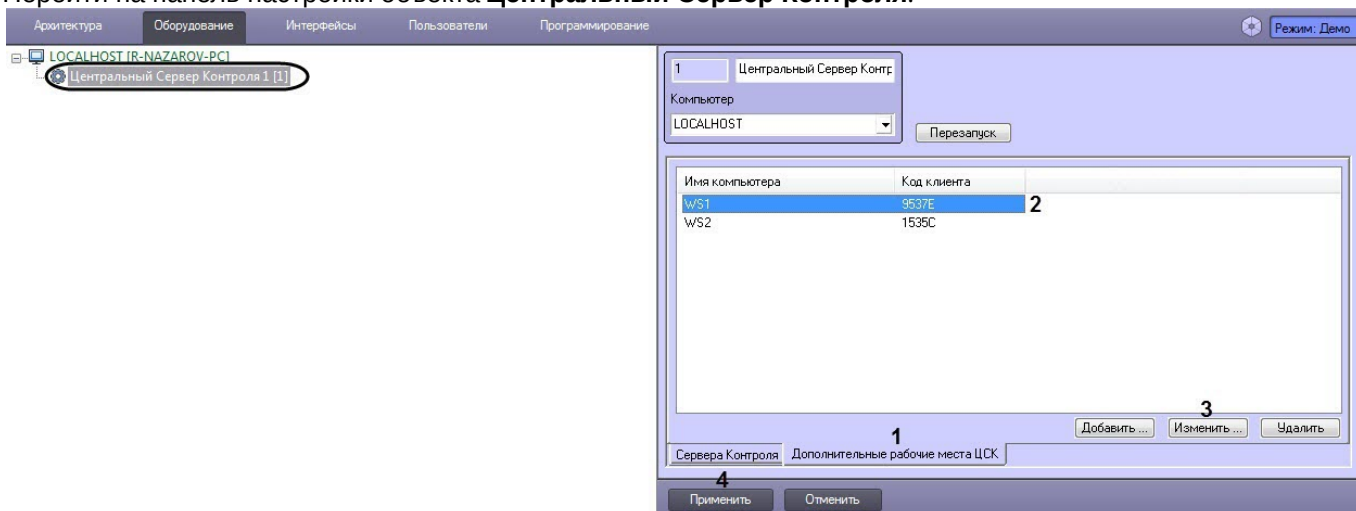 Перейти на панель настройки объекта Центральный Сервер Контроля.
Архитектура Оборудование Интерфейсы Пользователи Программирование Режим: Демо
LOCALHOST [R-NAZAROV-PC]
Центральный Сервер Контроля 1 [1]
1 Центральный Сервер Контр
Компьютер
LOCALHOST
Перезапуск
Имя компьютера Код клиента
WS1 9537E 2
WS2 1535C
3
Добавить ... Изменить ... Удалить
1
Сервера Контроля Дополнительные рабочие места ЦСК
4
Применить Отменить